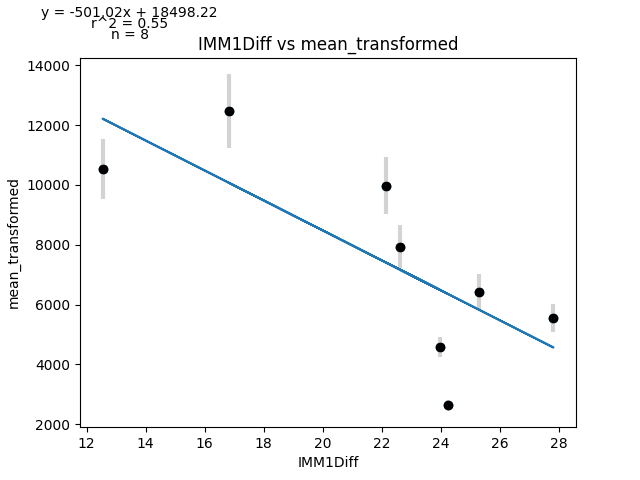 y = -501.02x + 18498.22
r^2 = 0.55
n = 8
IMM1Diff vs mean_transformed
14000
12000
10000
8000
6000
4000
2000
mean_transformed
12 14 16 18 20 22 24 26 28
IMM1Diff